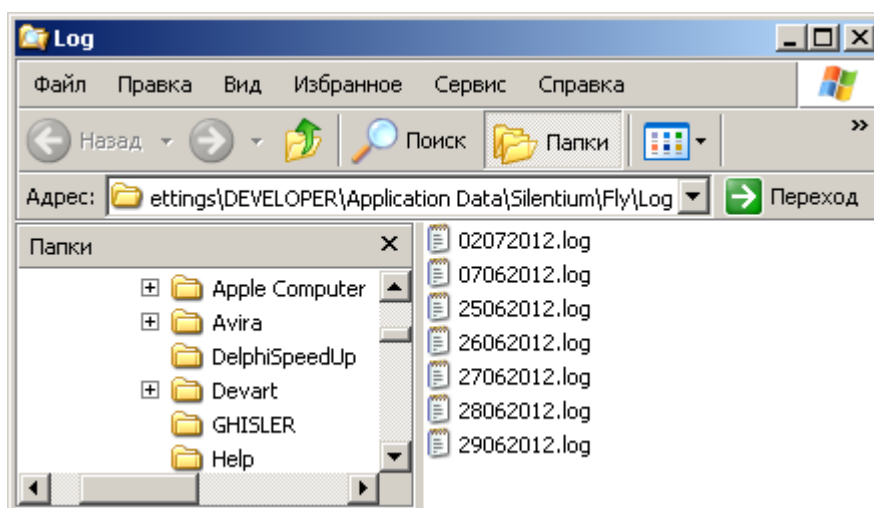 Log
Файл Правка Вид Избранное Сервис Справка
Назад Поиск Папки »
Адрес: ettings\DEVELOPER\Application Data\Silentium\Fly\Log Переход
Папки
Apple Computer
Avira
DelphiSpeedUp
Devart
GHISLER
Help
02072012.log
07062012.log
25062012.log
26062012.log
27062012.log
28062012.log
29062012.log